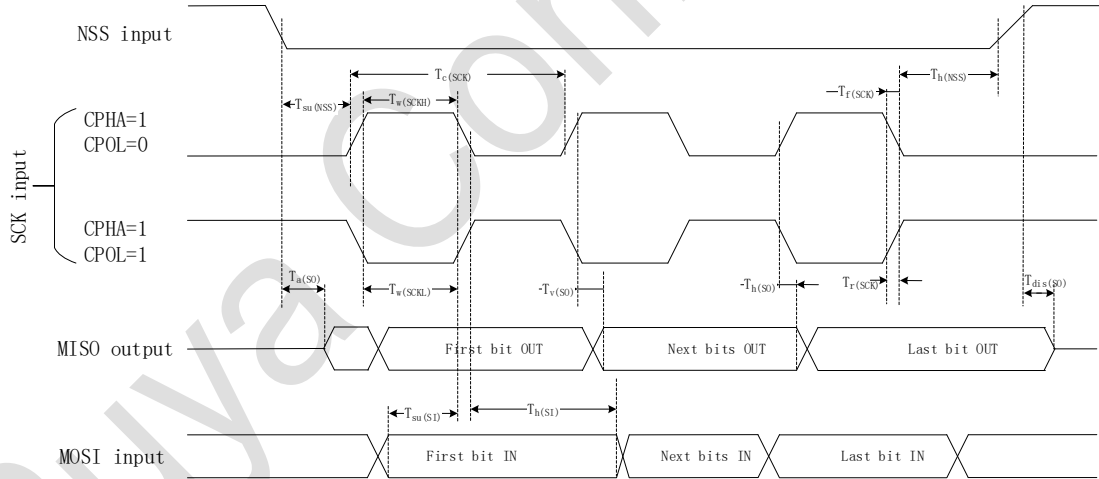 NSS input
Tc(SCK)
Tsu(NSS)
Tw(SCKH)
Tf(SCK)
Th(NSS)
SCK input
CPHA=1
CPOL=0
CPHA=1
CPOL=1
Ta(SO)
Tw(SCKL)
Tv(SO)
Th(SO)
Tr(SCK)
Tdis(SO)
MISO output
First bit OUT
Next bits OUT
Last bit OUT
Tsu(SI)
Th(SI)
MOSI input
First bit IN
Next bits IN
Last bit IN